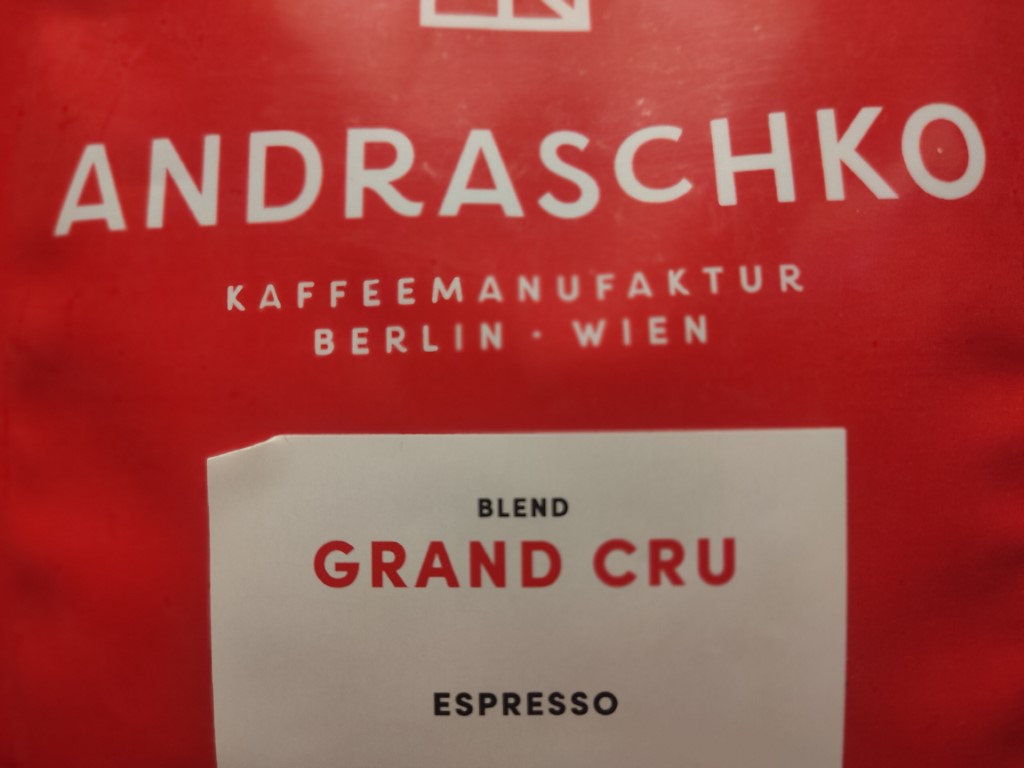 ANDRASCHKO
KAFFEEMANUFAKTUR
BERLIN · WIEN
BLEND
GRAND CRU
ESPRESSO